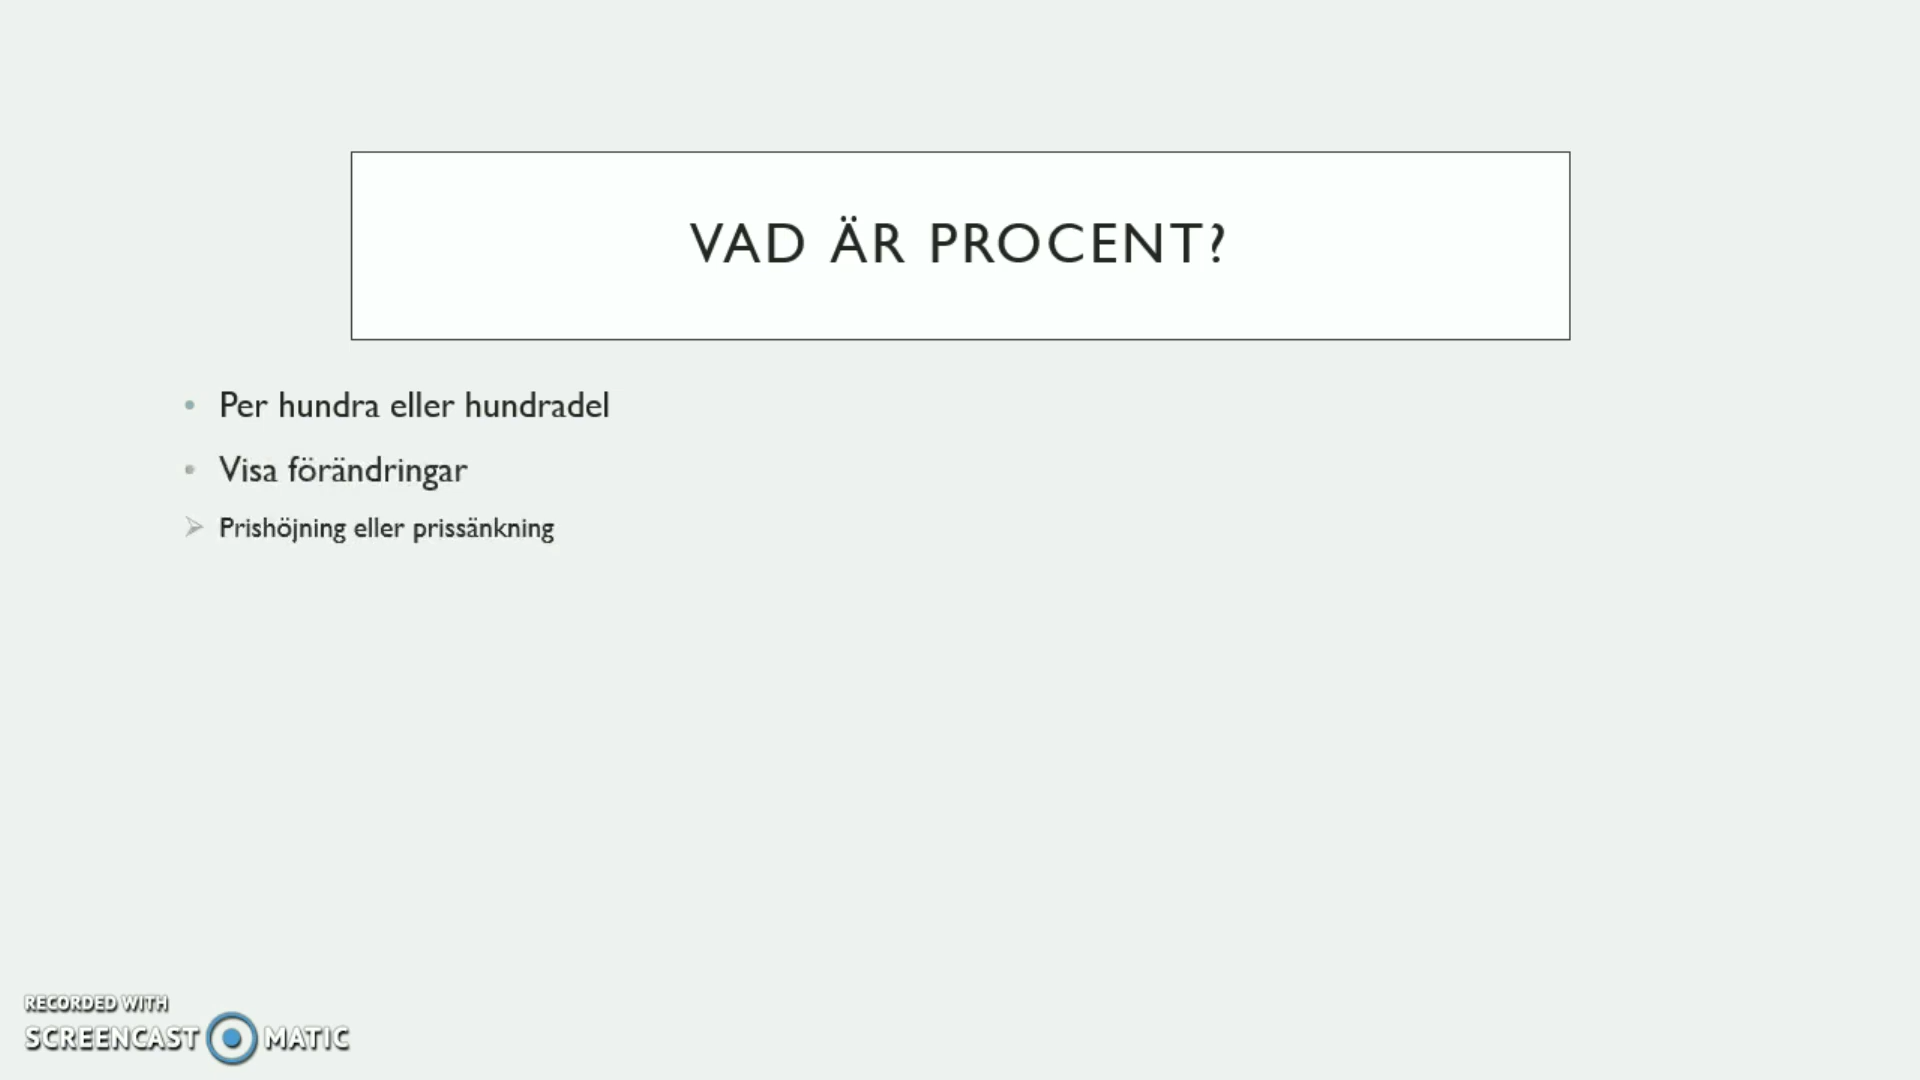 VAD ÄR PROCENT?
Per hundra eller hundradel
Visa förändringar
Prishöjning eller prissänkning
RECORDED WITH
SCREENCAST MATIC